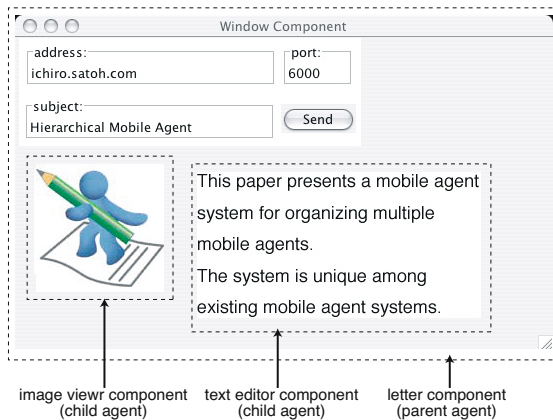 Window Component
address:
ichiro.satoh.com
port:
6000
subject:
Hierarchical Mobile Agent
Send
This paper presents a mobile agent
system for organizing multiple
mobile agents.
The system is unique among
existing mobile agent systems.
image viewr component
(child agent)
text editor component
(child agent)
letter component
(parent agent)